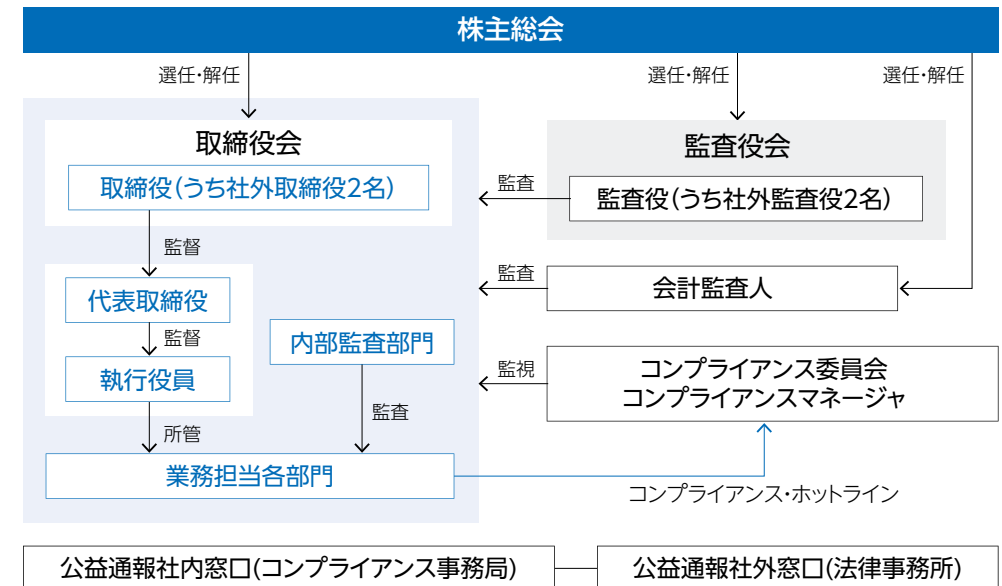 株主総会
選任・解任
選任・解任
選任・解任
取締役会
取締役(うち社外取締役2名)
監査役会
監査役(うち社外監査役2名)
監査
監督
代表取締役
監督
執行役員
所管
内部監査部門
監査
業務担当各部門
監査
会計監査人
監視
コンプライアンス委員会
コンプライアンスマネージャ
コンプライアンス・ホットライン
公益通報社内窓口(コンプライアンス事務局)
公益通報社外窓口(法律事務所)